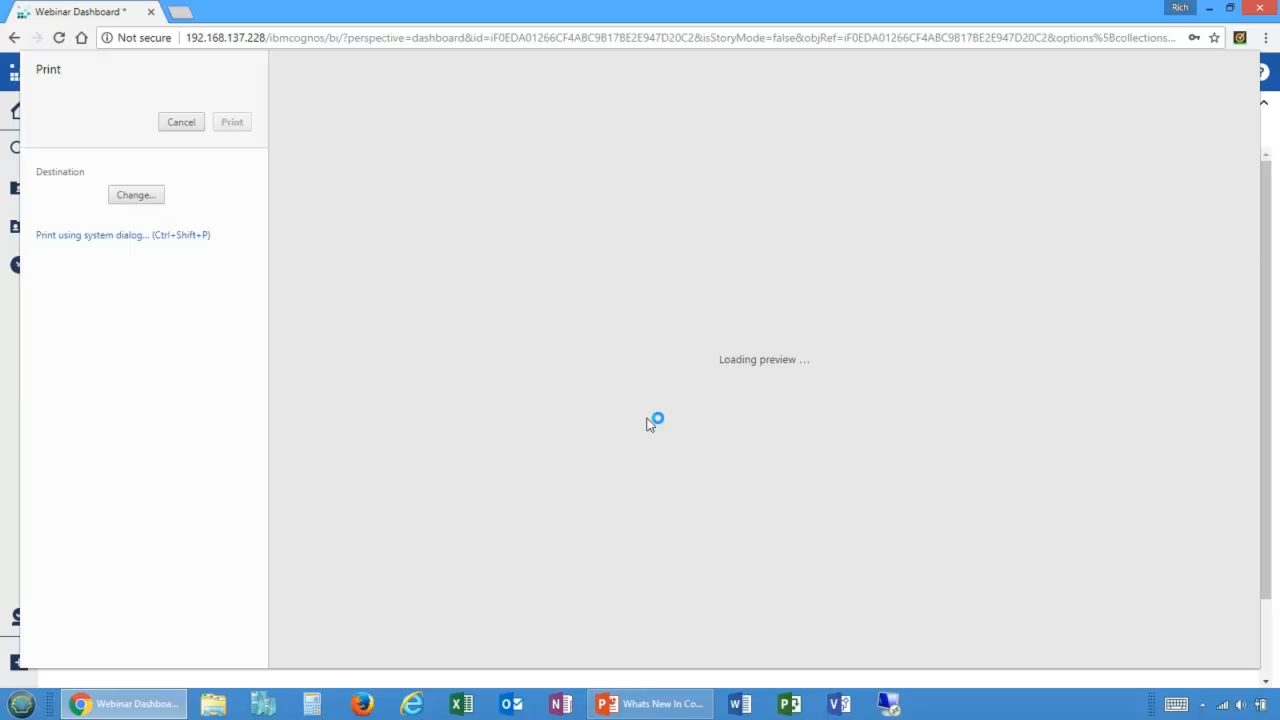 Webinar Dashboard *
Rich
Not secure
192.168.137.228/ibmcognos/bi/?perspective=dashboard&id=iF0EDA01266CF4ABC9B17BE2E947D20C2&isStoryMode=false&objRef=iF0EDA01266CF4ABC9B17BE2E947D20C2&options%5Bcollections...
Print
Cancel
Print
Destination
Change...
Print using system dialog... (Ctrl+Shift+P)
Loading preview ...
Webinar Dashboa...
Whats New In Co...